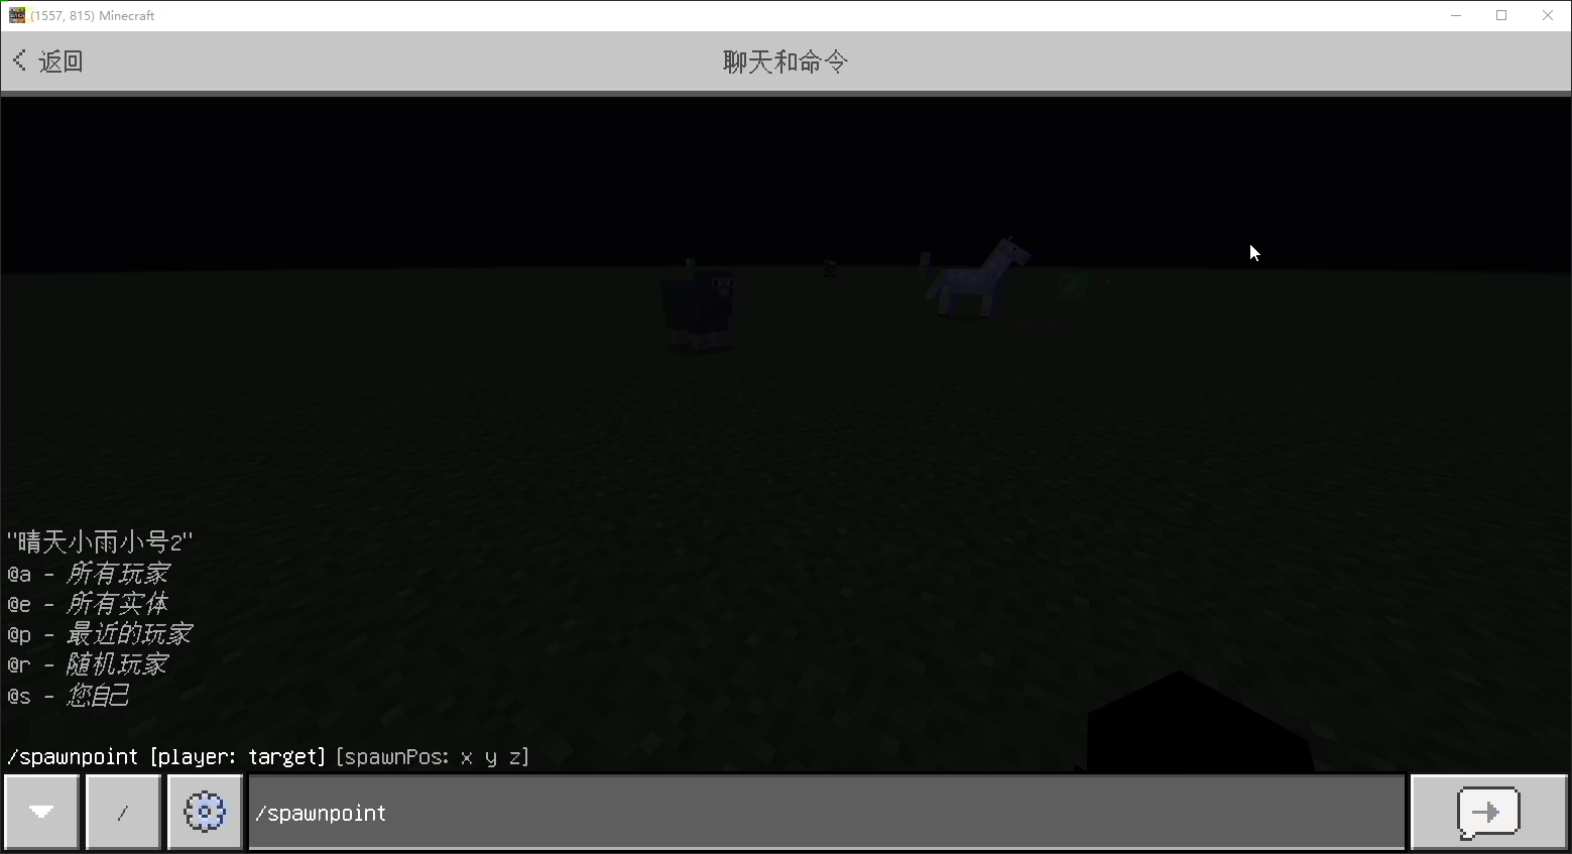 (1557, 815) Minecraft
返回
聊天和命令
"晴天小雨小号2"
@a - 所有玩家
@e - 所有实体
@p - 最近的玩家
@r - 随机玩家
@s - 您自己
/spawnpoint [player: target] [spawnPos: x y z]
/
/spawnpoint